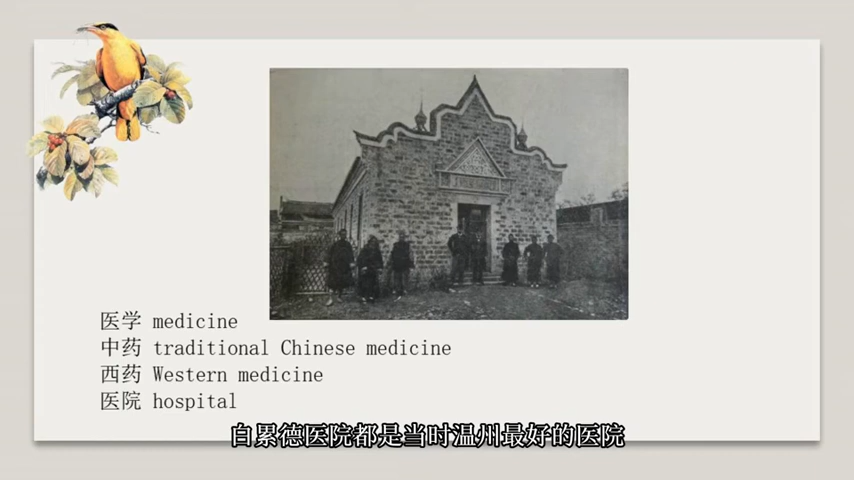 医学 medicine
中药 traditional Chinese medicine
西药 Western medicine
医院 hospital
白累德医院都是当时温州最好的医院